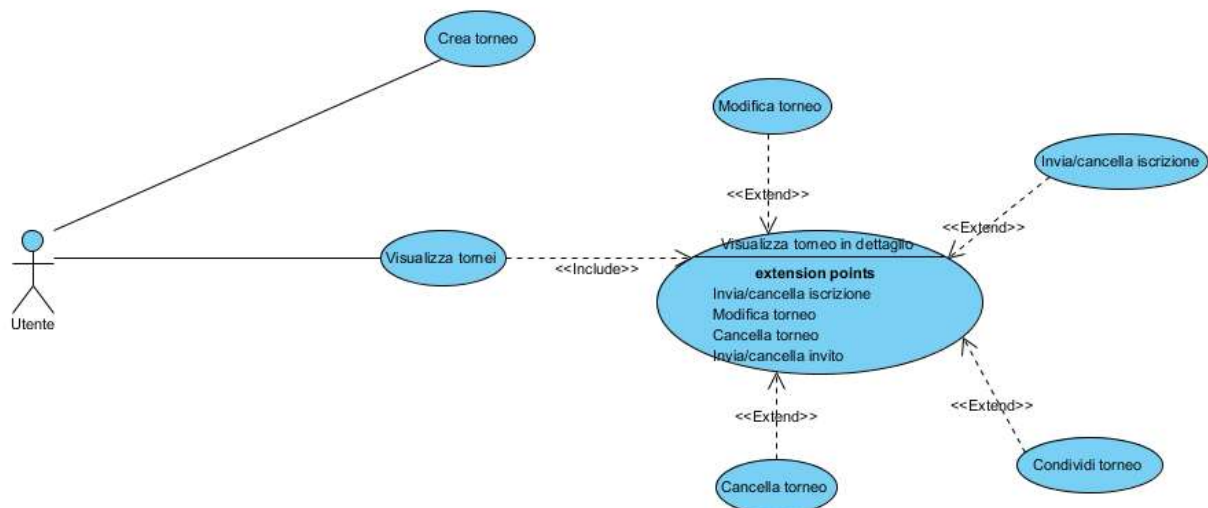 Crea torneo
Modifica torneo
Invia/cancella iscrizione
<<Extend>>
<<Extend>>
Visualizza torneo in dettaglio
Visualizza tornei
<<Include>>
extension points
Invia/cancella iscrizione
Modifica torneo
Cancella torneo
Invia/cancella invito
Utente
<<Extend>>
<<Extend>>
Condividi torneo
Cancella torneo